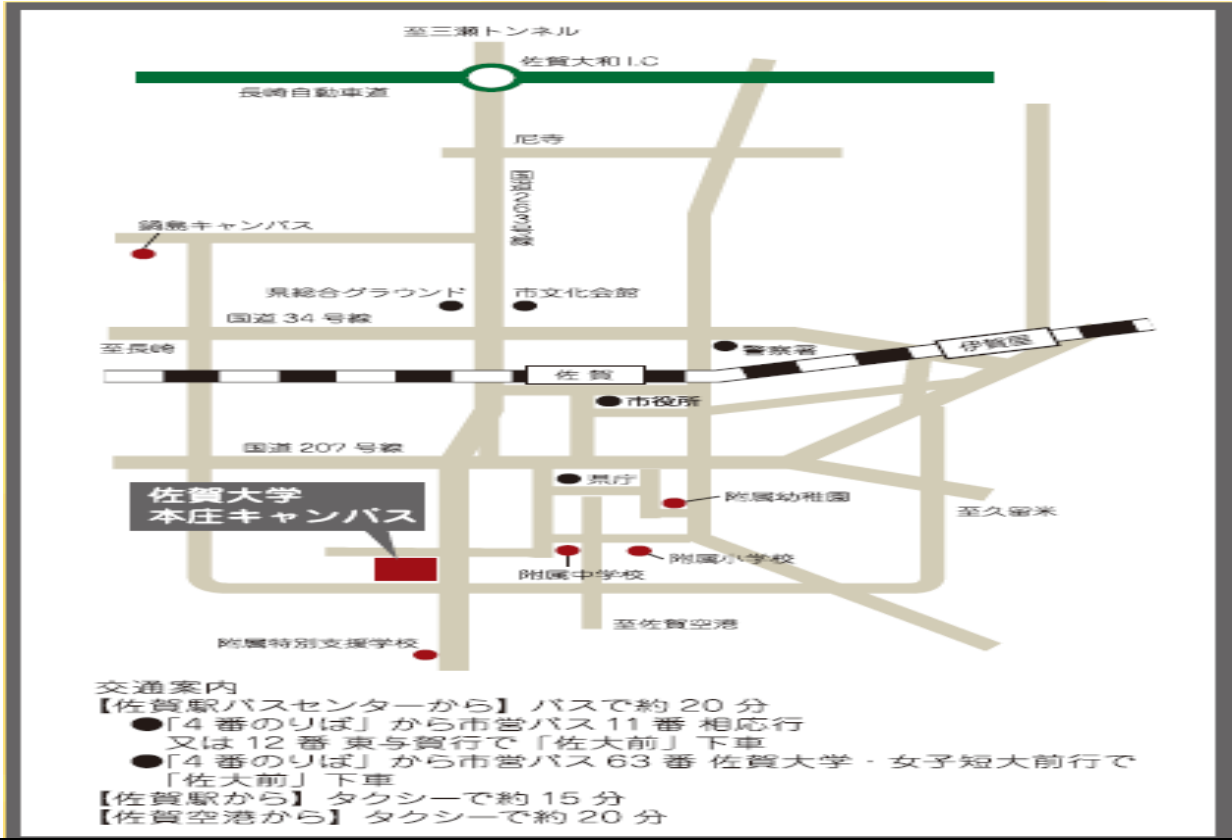 至三瀬トンネル
佐賀大和I.C
長崎自動車道
尼寺
国道263号線
鍋島キャンパス
県総合グラウンド
市文化会館
国道34号線
至長崎
警察署
伊賀屋
佐賀
市役所
国道207号線
県庁
佐賀大学
本庄キャンパス
附属幼稚園
至久留米
附属小学校
附属中学校
至佐賀空港
附属特別支援学校
交通案内
【佐賀駅バスセンターから】バスで約20分
●「4番のりば」から市営バス11番 相応行
又は12番 東与賀行で「佐大前」下車
●「4番のりば」から市営バス63番 佐賀大学・女子短大前行で
「佐大前」下車
【佐賀駅から】タクシーで約15分
【佐賀空港から】タクシーで約20分